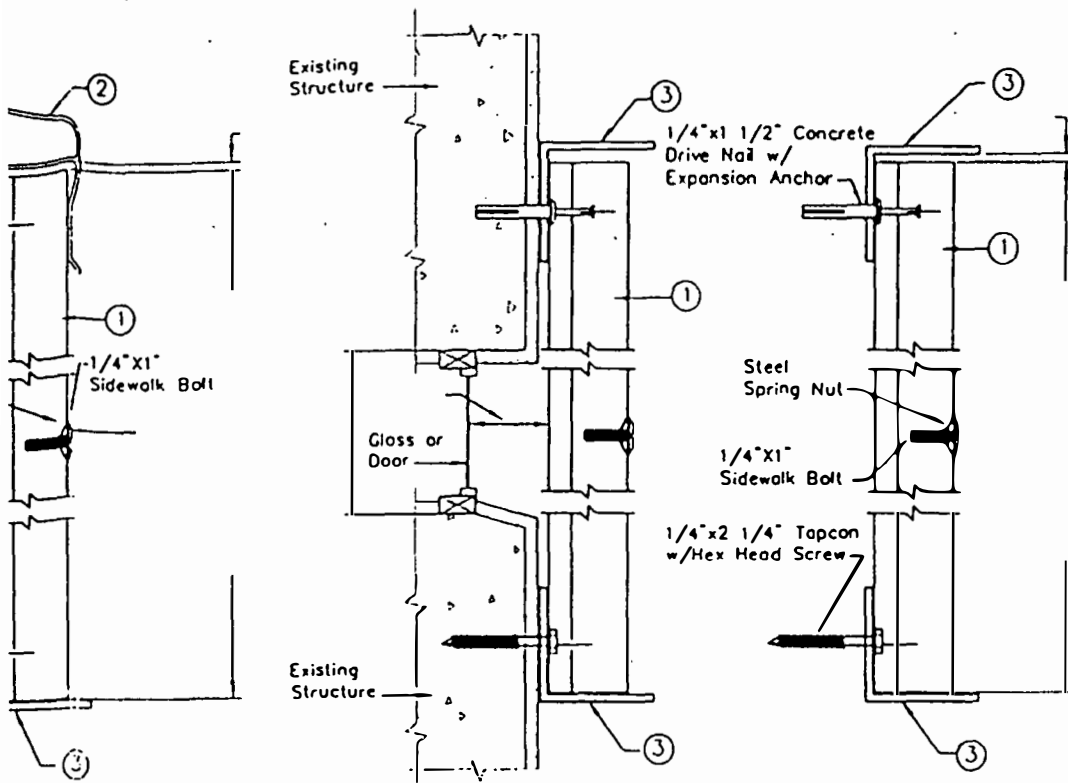 2
1
-1/4"X1"
Sidewalk Bolt
3
Existing
Structure
3
1/4"x1 1/2" Concrete
Drive Nail w/
Expansion Anchor
1
Glass or
Door
Existing
Structure
3
3
1
Steel
Spring Nut
1/4"X1"
Sidewalk Bolt
1/4"x2 1/4" Tapcon
w/Hex Head Screw
3